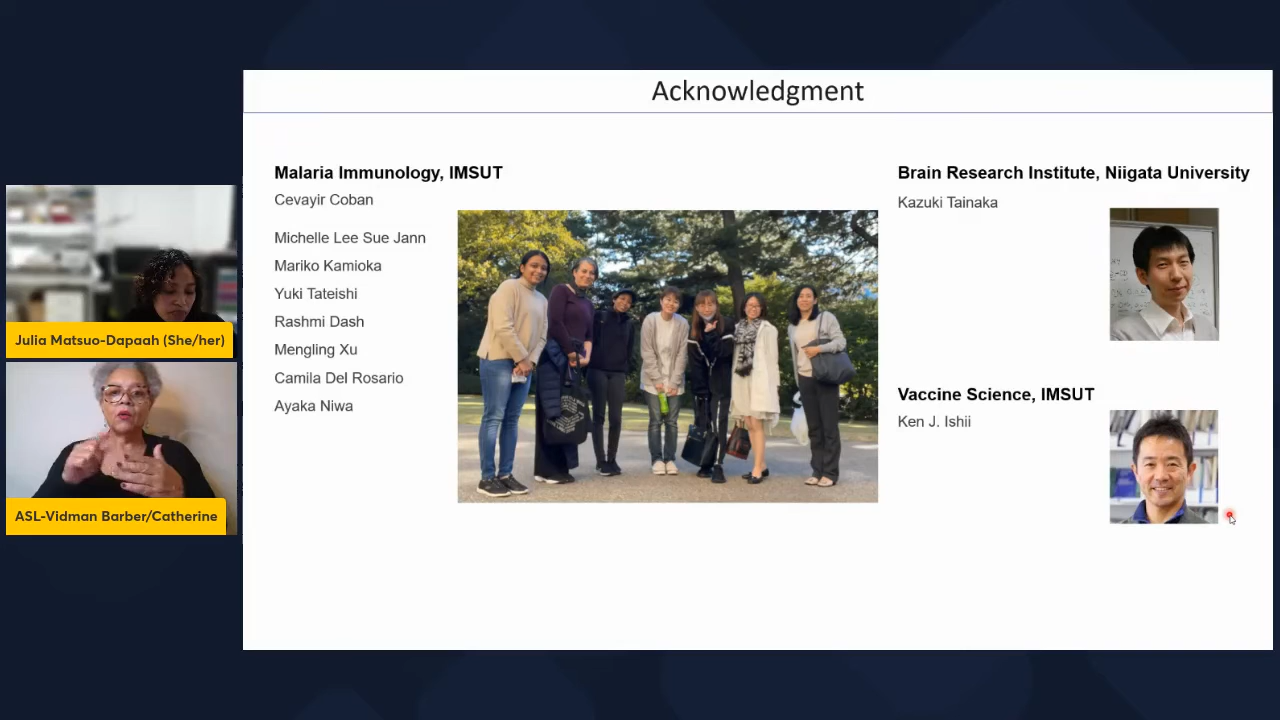 Acknowledgment
Malaria Immunology, IMSUT
Cevayir Coban
Michelle Lee Sue Jann
Mariko Kamioka
Yuki Tateishi
Rashmi Dash
Mengling Xu
Camila Del Rosario
Ayaka Niwa
Brain Research Institute, Niigata University
Kazuki Tainaka
Vaccine Science, IMSUT
Ken J. Ishii
Julia Matsuo-Dapaah (She/her)
ASL-Vidman Barber/Catherine